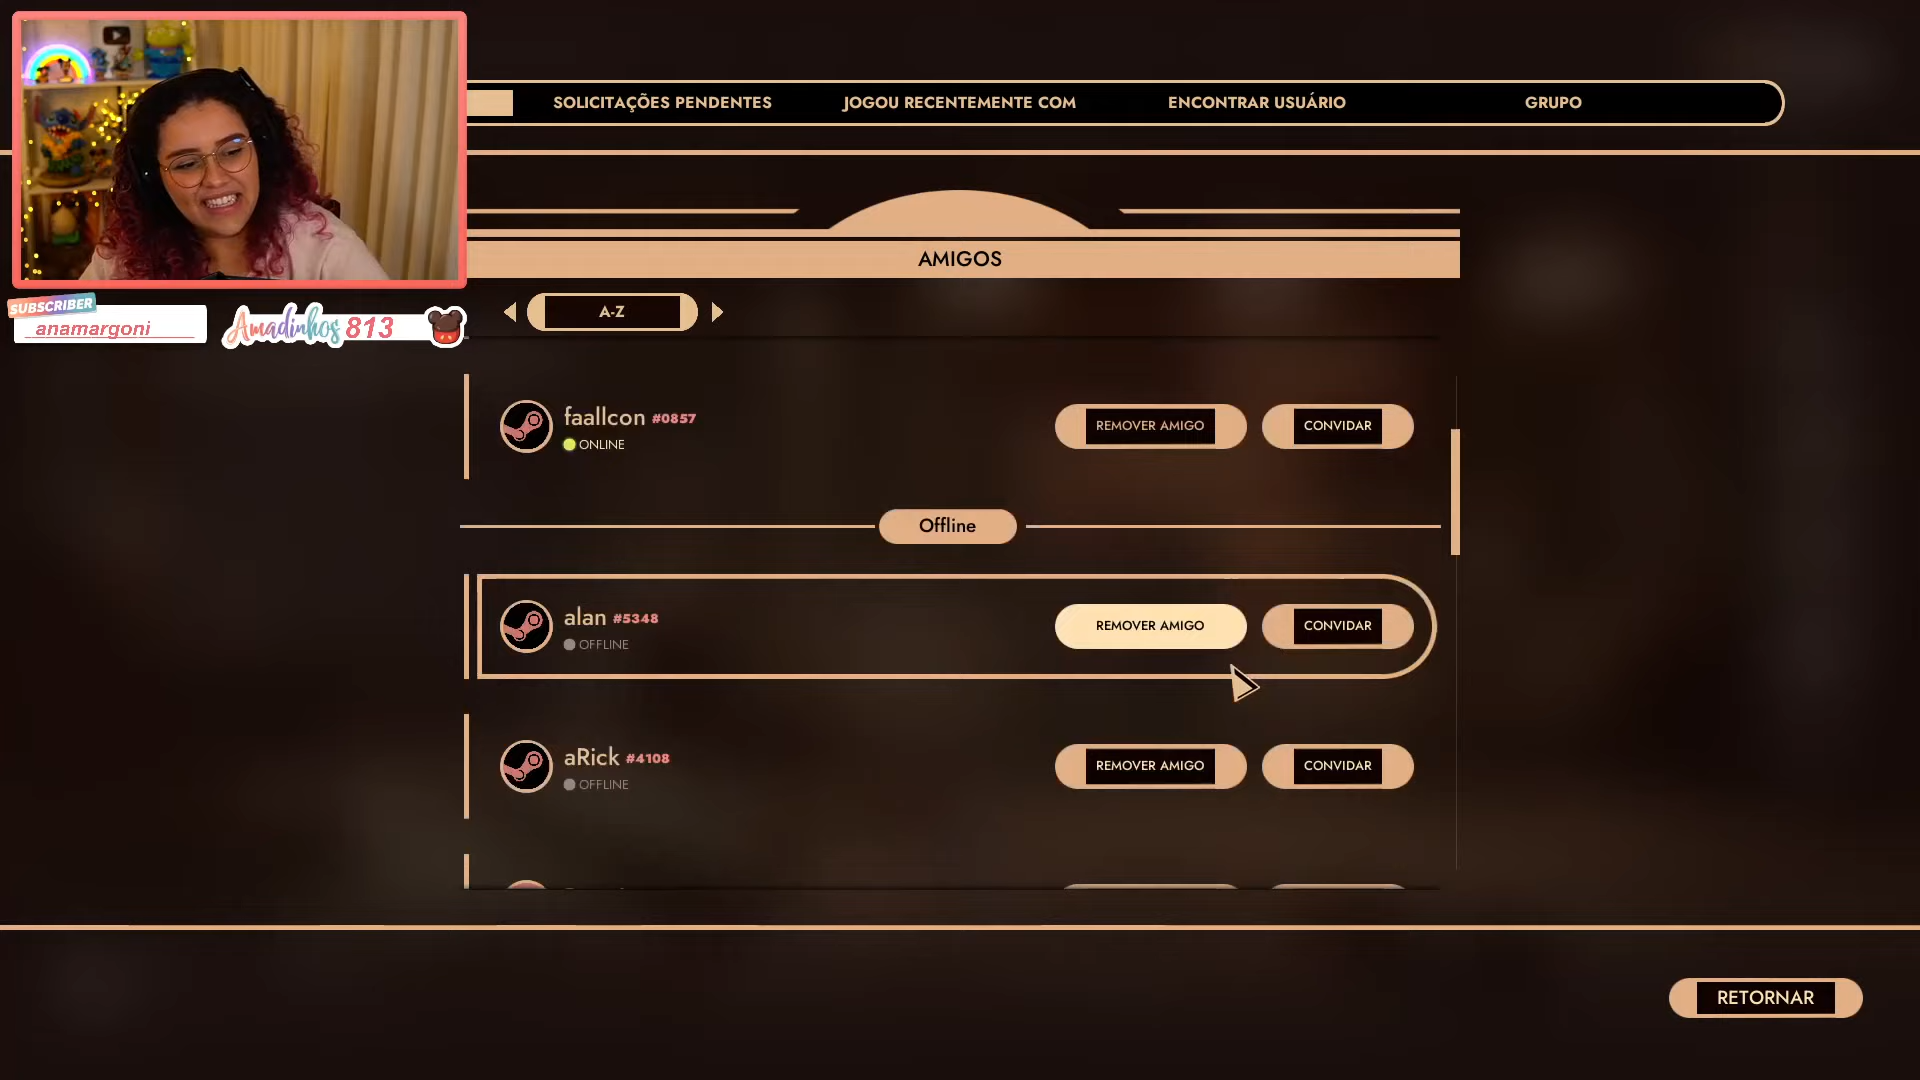 SOLICITAÇÕES PENDENTES
JOGOU RECENTEMENTE COM
ENCONTRAR USUÁRIO
GRUPO
AMIGOS
SUBSCRIBER
anamargoni
Amadinhos 813
A-Z
faallcon #0857
ONLINE
REMOVER AMIGO
CONVIDAR
Offline
alan #5348
OFFLINE
REMOVER AMIGO
CONVIDAR
aRick #4108
OFFLINE
REMOVER AMIGO
CONVIDAR
RETORNAR